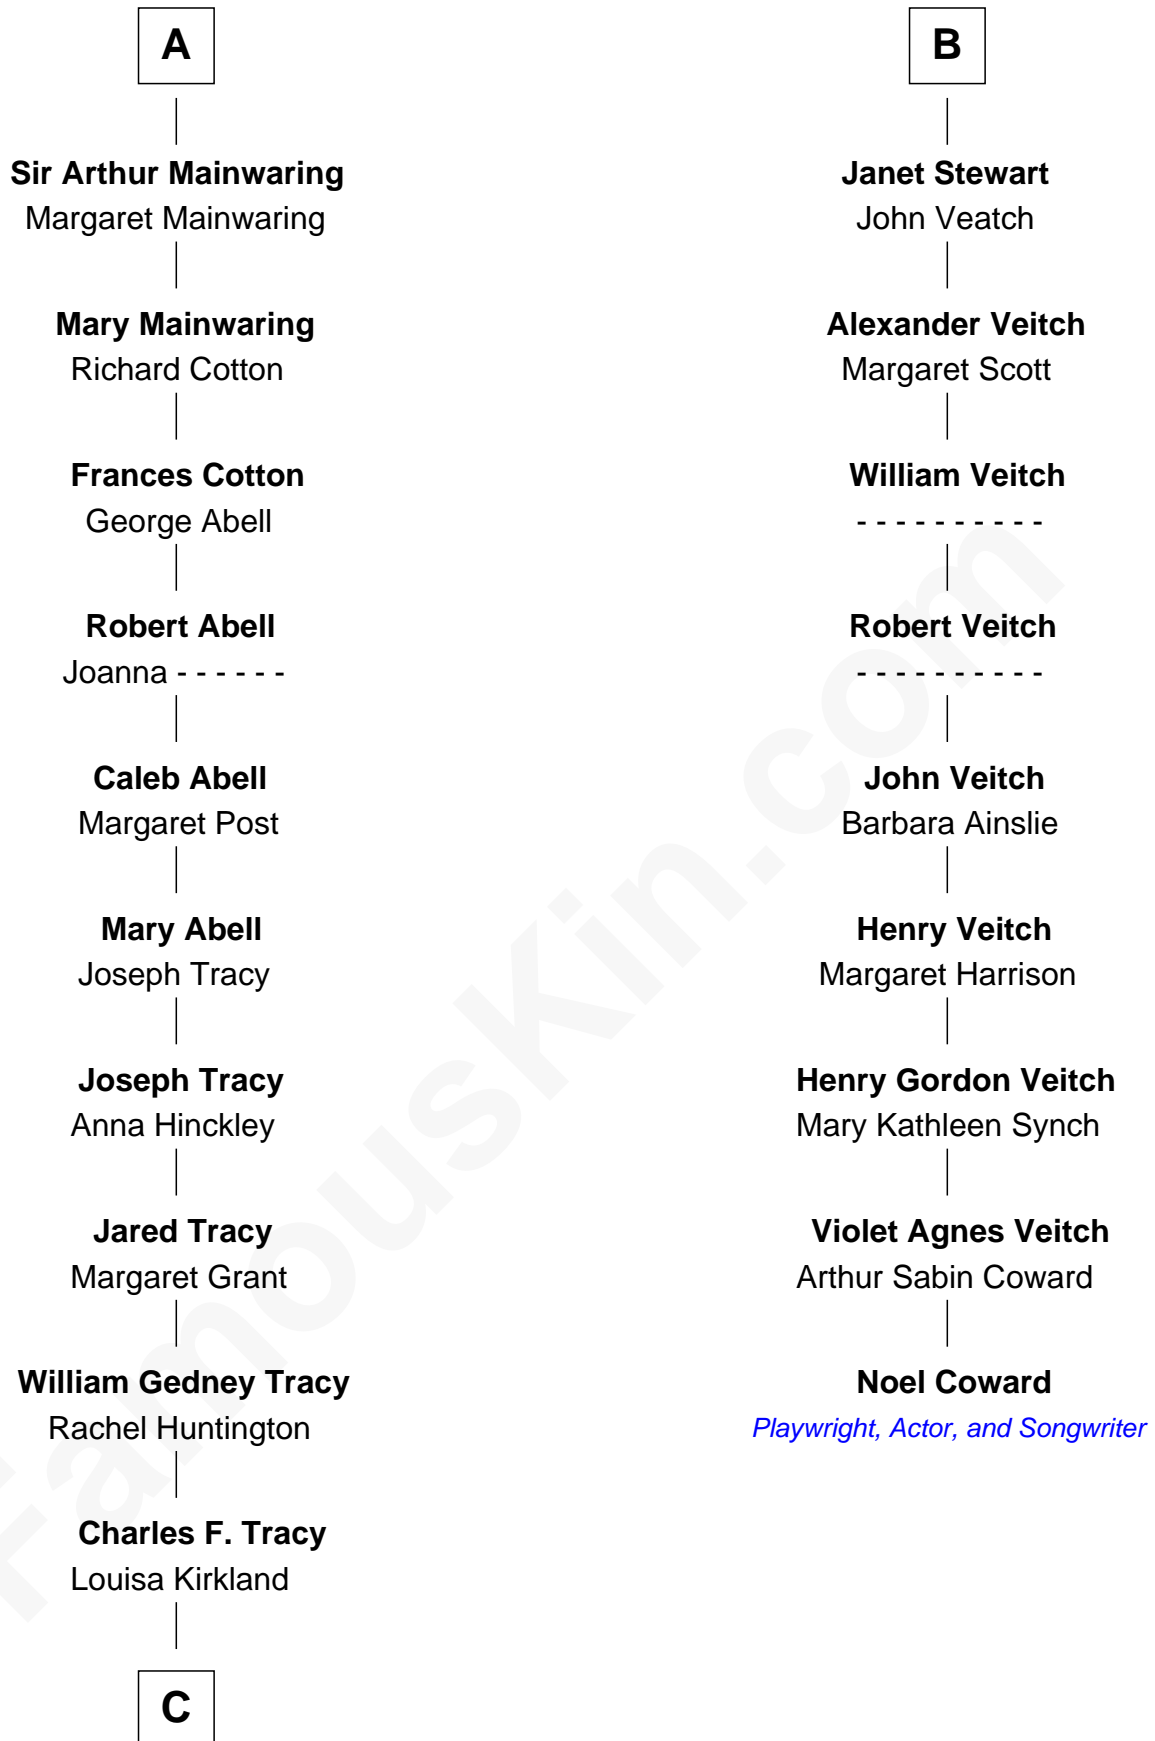 A
Sir Arthur Mainwaring
Margaret Mainwaring
Mary Mainwaring
Richard Cotton
Frances Cotton
George Abell
Robert Abell
Joanna - - - - - -
Caleb Abell
Margaret Post
Mary Abell
Joseph Tracy
Joseph Tracy
Anna Hinckley
Jared Tracy
Margaret Grant
William Gedney Tracy
Rachel Huntington
Charles F. Tracy
Louisa Kirkland
C
B
Janet Stewart
John Veatch
Alexander Veitch
Margaret Scott
William Veitch
- - - - - - - - - -
Robert Veitch
- - - - - - - - - -
John Veitch
Barbara Ainslie
Henry Veitch
Margaret Harrison
Henry Gordon Veitch
Mary Kathleen Synch
Violet Agnes Veitch
Arthur Sabin Coward
Noel Coward
Playwright, Actor, and Songwriter
FamousKin.com